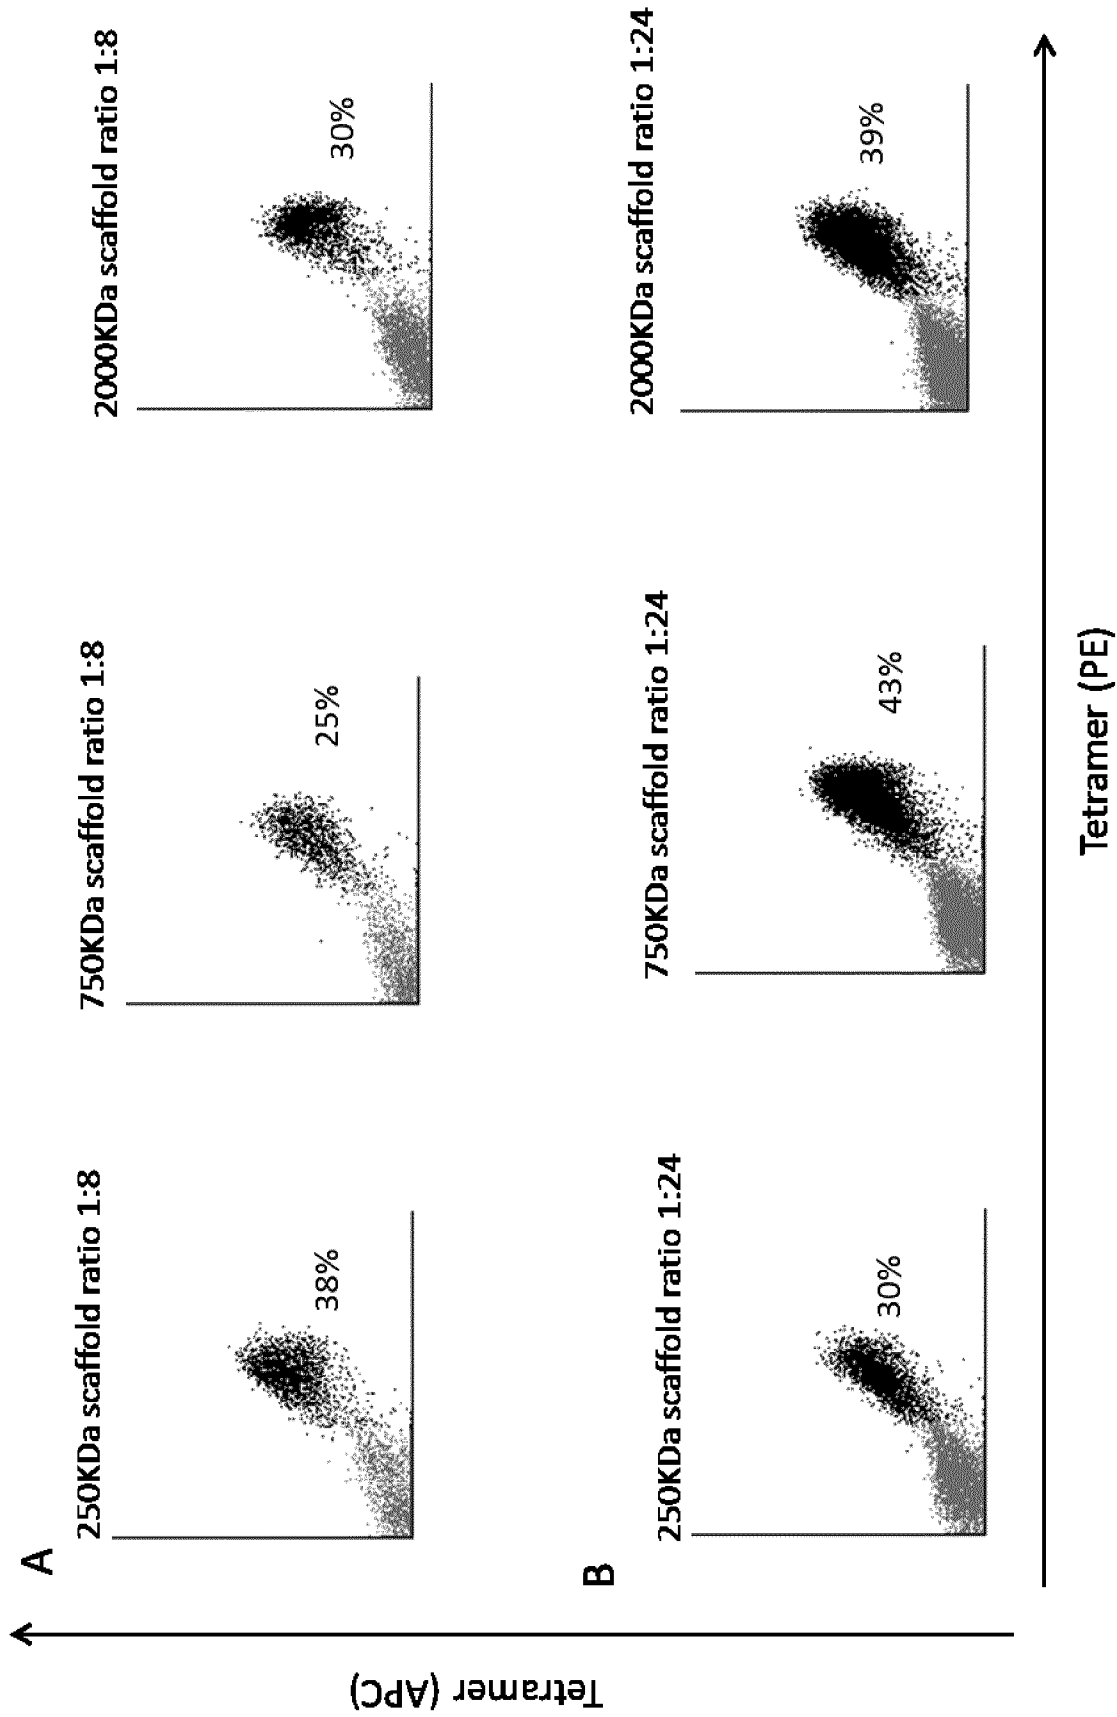 A
250KDa scaffold ratio 1:8
750KDa scaffold ratio 1:8
2000KDa scaffold ratio 1:8
38%
25%
30%
B
250KDa scaffold ratio 1:24
750KDa scaffold ratio 1:24
2000KDa scaffold ratio 1:24
30%
43%
39%
Tetramer (APC)
Tetramer (PE)